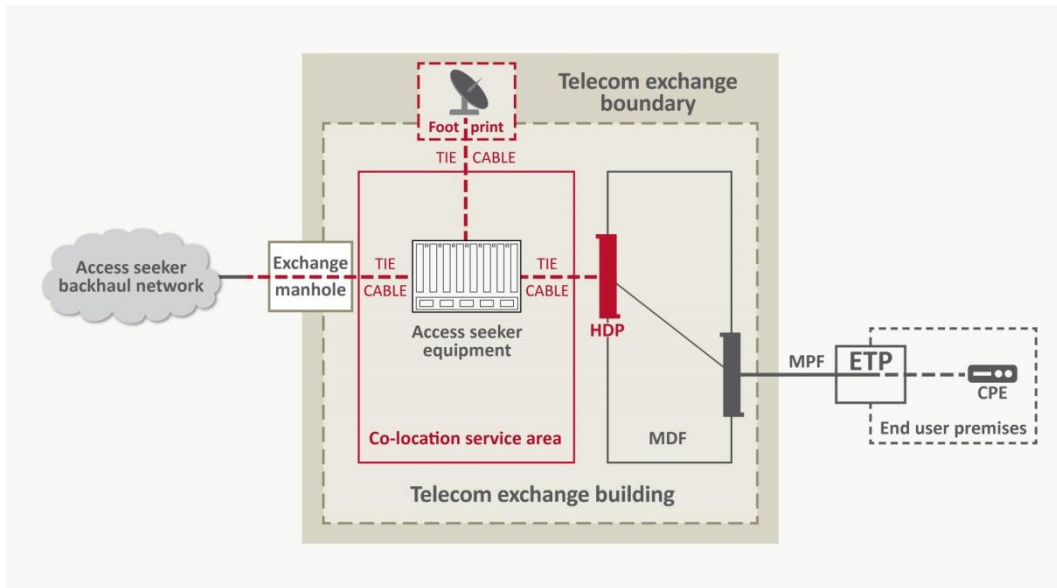 Telecom exchange
boundary
Foot print
TIE CABLE
Access seeker
backhaul network
Exchange
manhole
TIE
CABLE
Access seeker
equipment
TIE
CABLE
HDP
MPF
ETP
CPE
End user premises
Co-location service area
MDF
Telecom exchange building